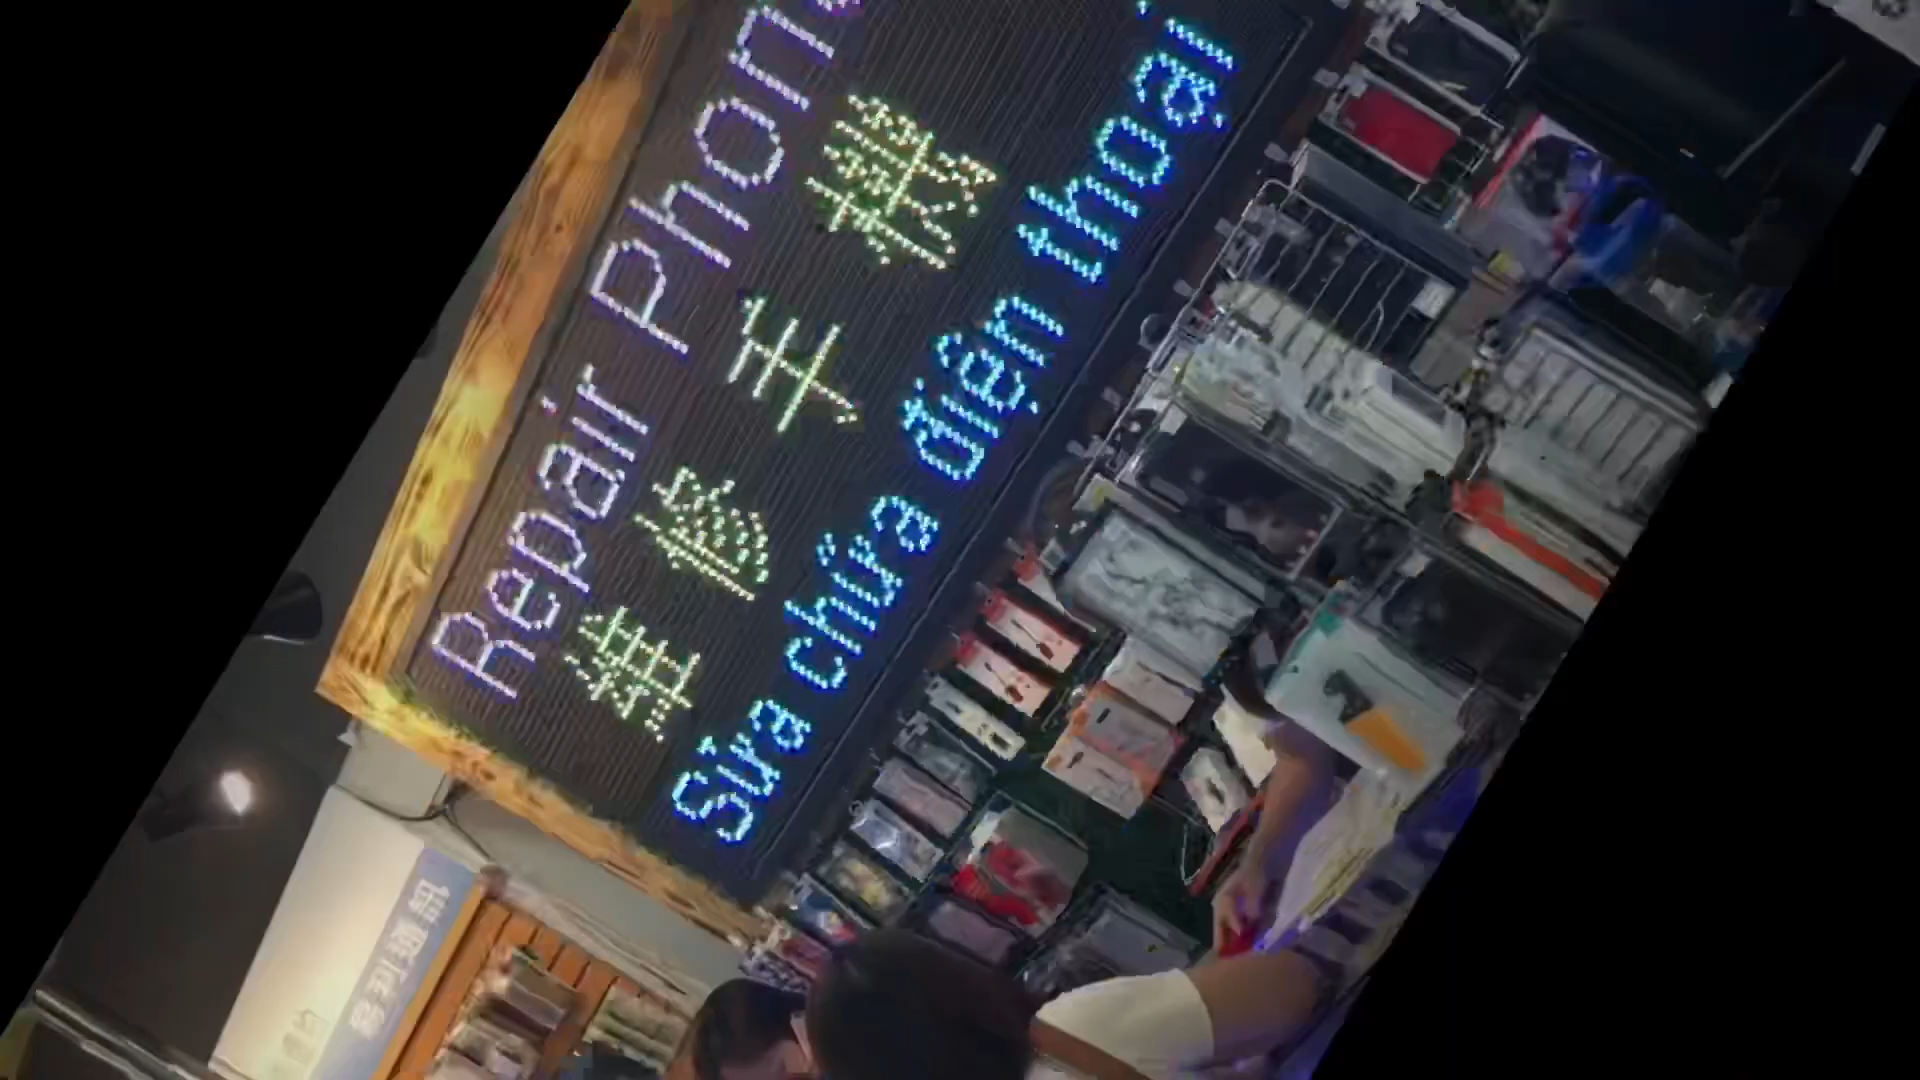 Repair Phone
維修手機
Sửa chữa điện thoại